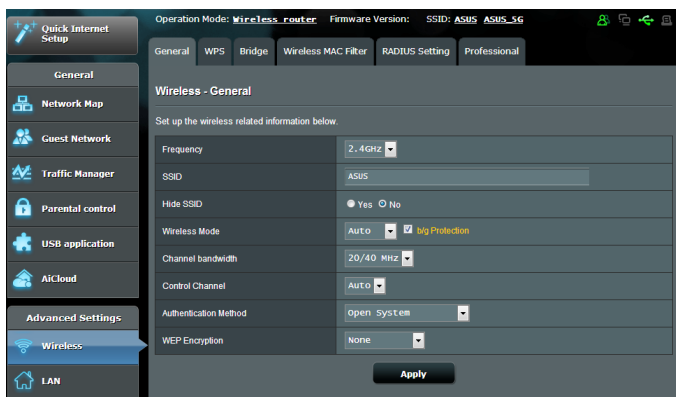 Quick Internet
Setup
Operation Mode: Wireless router Firmware Version: SSID: ASUS ASUS_5G
General WPS Bridge Wireless MAC Filter RADIUS Setting Professional
General
Network Map
Guest Network
Traffic Manager
Parental control
USB application
AiCloud
Advanced Settings
Wireless
LAN
Wireless - General
Set up the wireless related information below.
Frequency 2.4GHz
SSID ASUS
Hide SSID Yes No
Wireless Mode Auto b/g Protection
Channel bandwidth 20/40 MHz
Control Channel Auto
Authentication Method Open System
WEP Encryption None
Apply